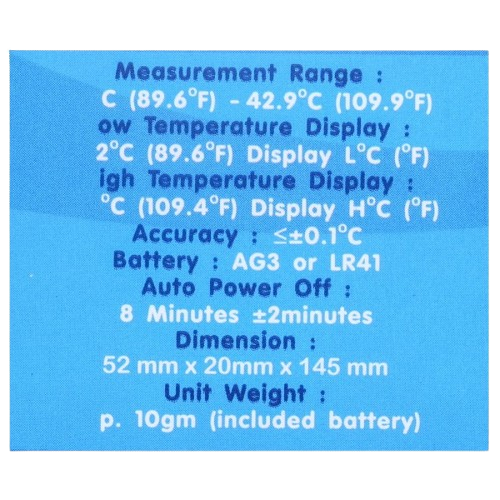 Measurement Range :
C (89.6°F) - 42.9°C (109.9°F)
ow Temperature Display :
2°C (89.6°F) Display L°C (°F)
igh Temperature Display :
°C (109.4°F) Display H°C (°F)
Accuracy : ≤±0.1°C
Battery : AG3 or LR41
Auto Power Off :
8 Minutes ±2minutes
Dimension :
52 mm x 20mm x 145 mm
Unit Weight :
p. 10gm (included battery)